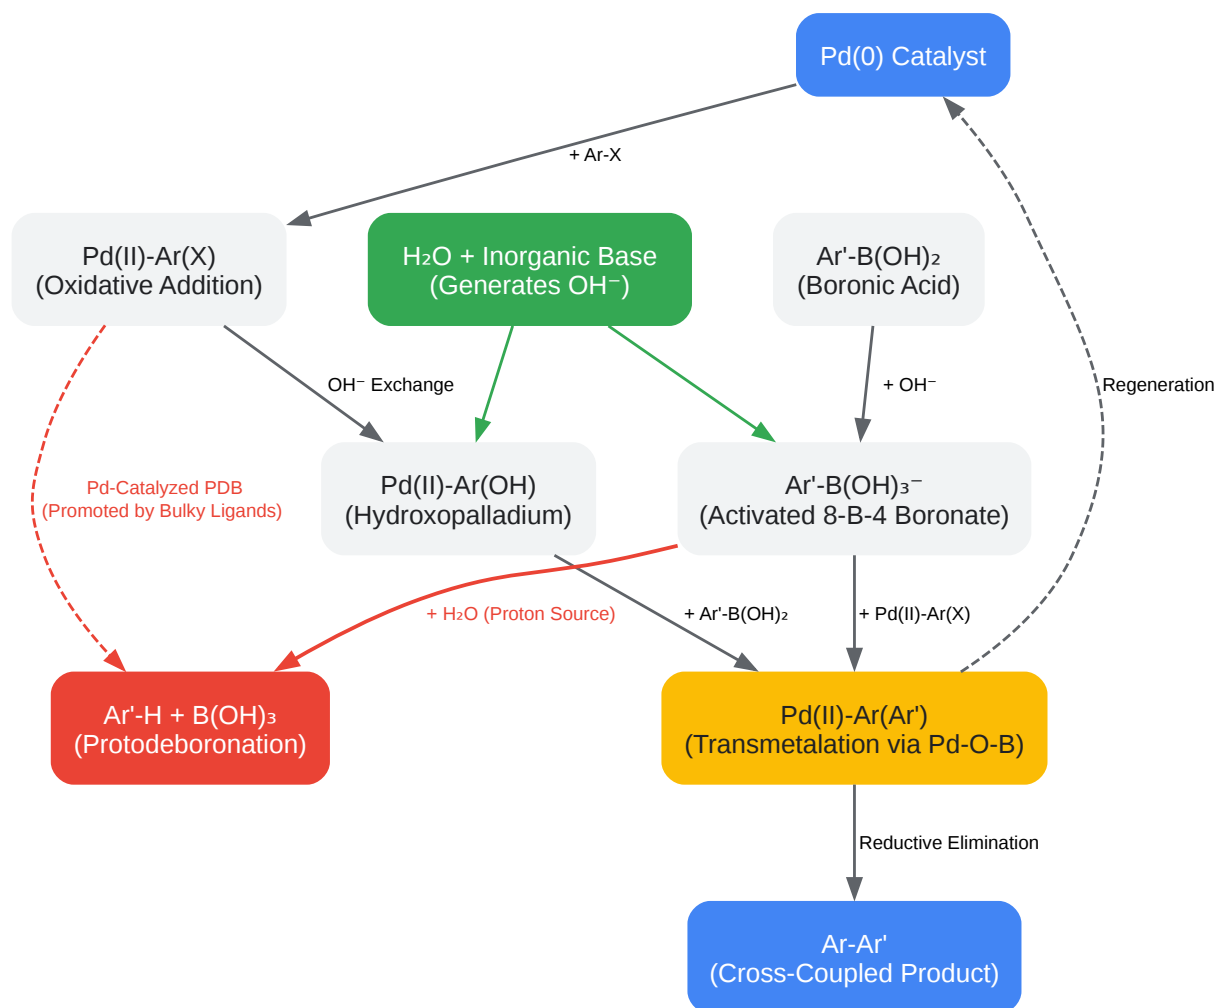 Pd(0) Catalyst
+ Ar-X
Pd(II)-Ar(X)
(Oxidative Addition)
H₂O + Inorganic Base
(Generates OH⁻)
Ar'-B(OH)₂
(Boronic Acid)
OH⁻ Exchange
+ OH⁻
Regeneration
Pd-Catalyzed PDB
(Promoted by Bulky Ligands)
Pd(II)-Ar(OH)
(Hydroxopalladium)
Ar'-B(OH)₃⁻
(Activated 8-B-4 Boronate)
+ H₂O (Proton Source)
+ Ar'-B(OH)₂
+ Pd(II)-Ar(X)
Ar'-H + B(OH)₃
(Protodeboronation)
Pd(II)-Ar(Ar')
(Transmetalation via Pd-O-B)
Reductive Elimination
Ar-Ar'
(Cross-Coupled Product)